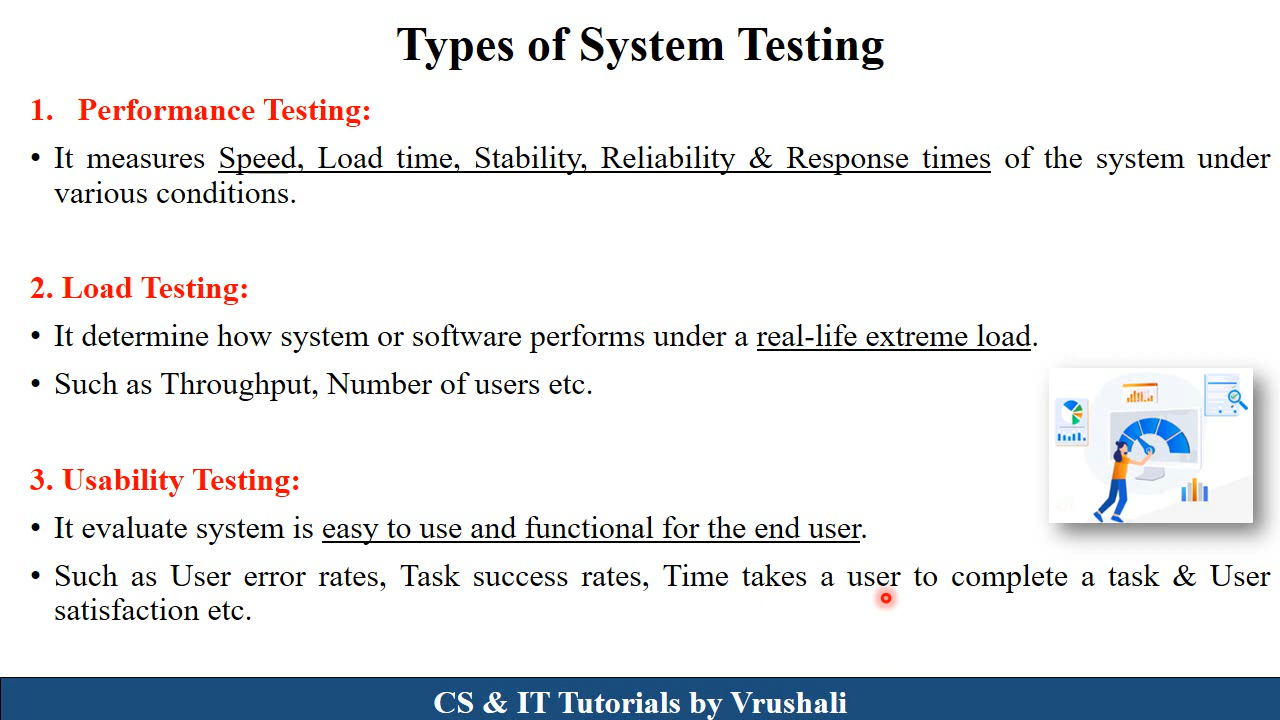 Types of System Testing
1. Performance Testing:
• It measures Speed, Load time, Stability, Reliability & Response times of the system under
various conditions.
2. Load Testing:
• It determine how system or software performs under a real-life extreme load.
• Such as Throughput, Number of users etc.
3. Usability Testing:
• It evaluate system is easy to use and functional for the end user.
• Such as User error rates, Task success rates, Time takes a user to complete a task & User
satisfaction etc.
CS & IT Tutorials by Vrushali